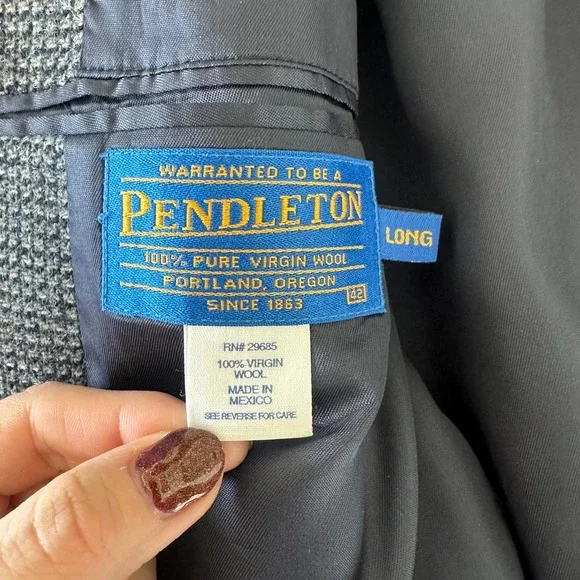 WARRANTED TO BE A
PENDLETON
100% PURE VIRGIN WOOL
PORTLAND, OREGON
SINCE 1863
42
LONG
RN# 29685
100% VIRGIN
WOOL
MADE IN
MEXICO
SEE REVERSE FOR CARE